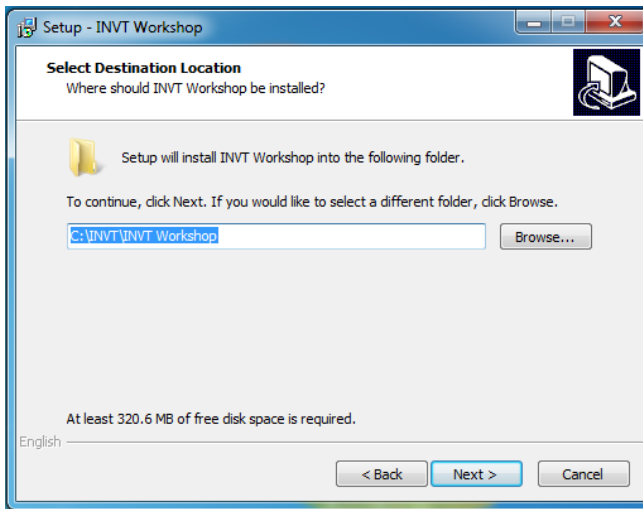 Setup - INVT Workshop
Select Destination Location
Where should INVT Workshop be installed?
Setup will install INVT Workshop into the following folder.
To continue, click Next. If you would like to select a different folder, click Browse.
C:\INVT\INVT Workshop
Browse...
At least 320.6 MB of free disk space is required.
English
< Back
Next >
Cancel